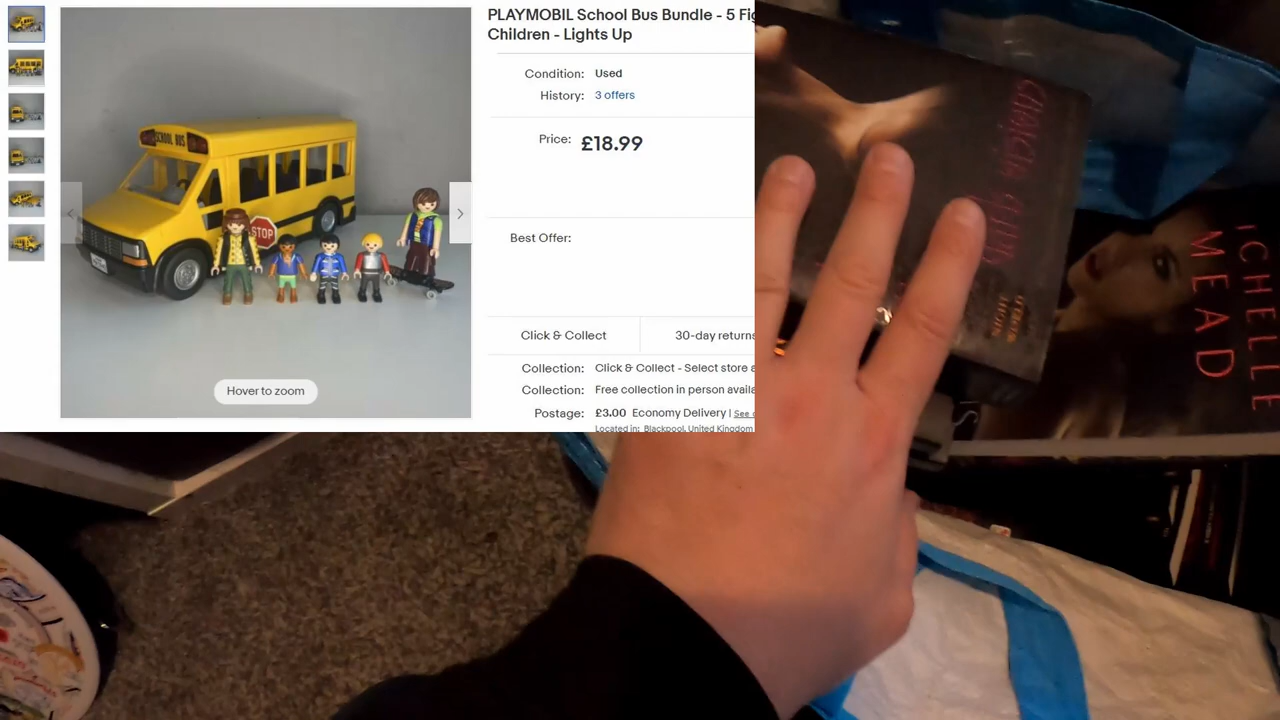 PLAYMOBIL School Bus Bundle - 5 Fig
Children - Lights Up
Condition: Used
History: 3 offers
Price: £18.99
Best Offer:
Click & Collect
30-day returns
Collection: Click & Collect - Select store a
Collection: Free collection in person availa
Postage: £3.00 Economy Delivery | See
Located in: Blackpool, United Kingdom
SCHOOL BUS
STOP
Hover to zoom
ICHELLE
MEAD